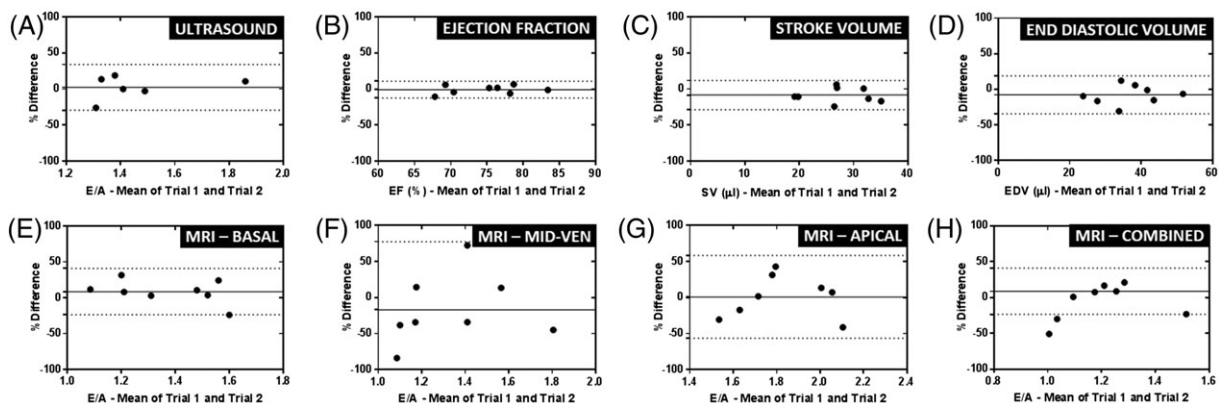 (A)
ULTRASOUND
% Difference
100
50
0
-50
-100
1.2 1.4 1.6 1.8 2.0
E/A - Mean of Trial 1 and Trial 2
(B)
EJECTION FRACTION
% Difference
100
50
0
-50
-100
60 65 70 75 80 85 90
EF (%) - Mean of Trial 1 and Trial 2
(C)
STROKE VOLUME
% Difference
100
50
0
-50
-100
0 10 20 30 40
SV (µl) - Mean of Trial 1 and Trial 2
(D)
END DIASTOLIC VOLUME
% Difference
100
50
0
-50
-100
0 20 40 60
EDV (µl) - Mean of Trial 1 and Trial 2
(E)
MRI – BASAL
% Difference
100
50
0
-50
-100
1.0 1.2 1.4 1.6 1.8
E/A - Mean of Trial 1 and Trial 2
(F)
MRI – MID-VEN
% Difference
100
50
0
-50
-100
1.0 1.2 1.4 1.6 1.8 2.0
E/A - Mean of Trial 1 and Trial 2
(G)
MRI – APICAL
% Difference
100
50
0
-50
-100
1.4 1.6 1.8 2.0 2.2 2.4
E/A - Mean of Trial 1 and Trial 2
(H)
MRI – COMBINED
% Difference
100
50
0
-50
-100
0.8 1.0 1.2 1.4 1.6
E/A - Mean of Trial 1 and Trial 2